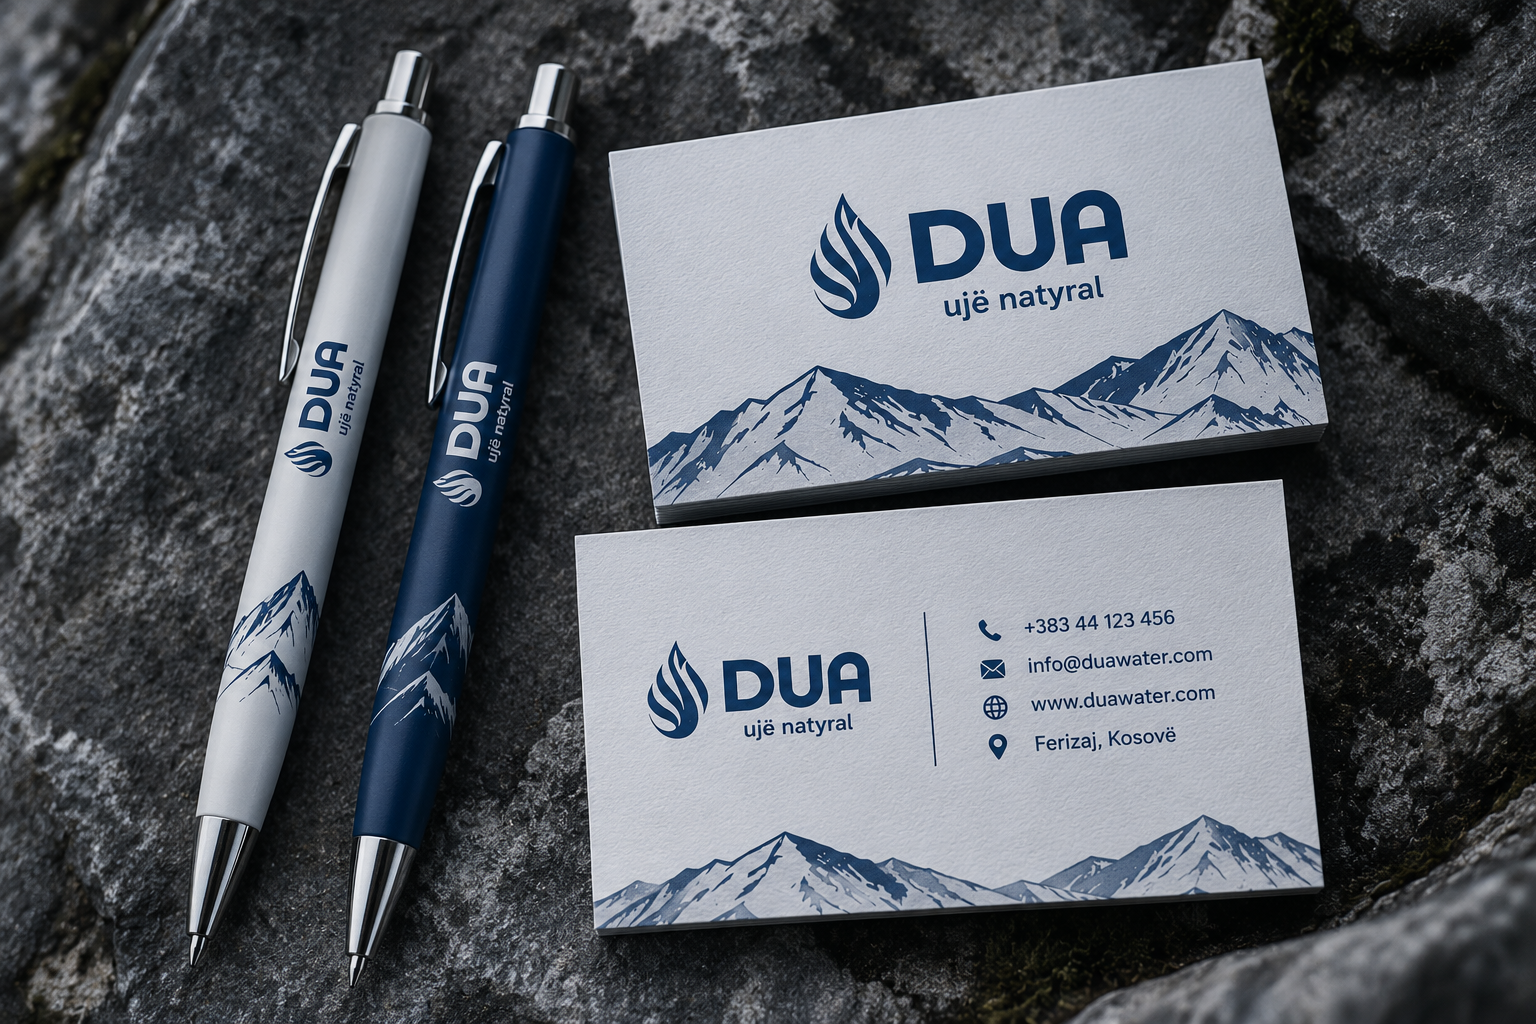 DUA
ujë natyral
DUA
ujë natyral
DUA
ujë natyral
DUA
ujë natyral
+383 44 123 456
info@duawater.com
www.duawater.com
Ferizaj, Kosovë